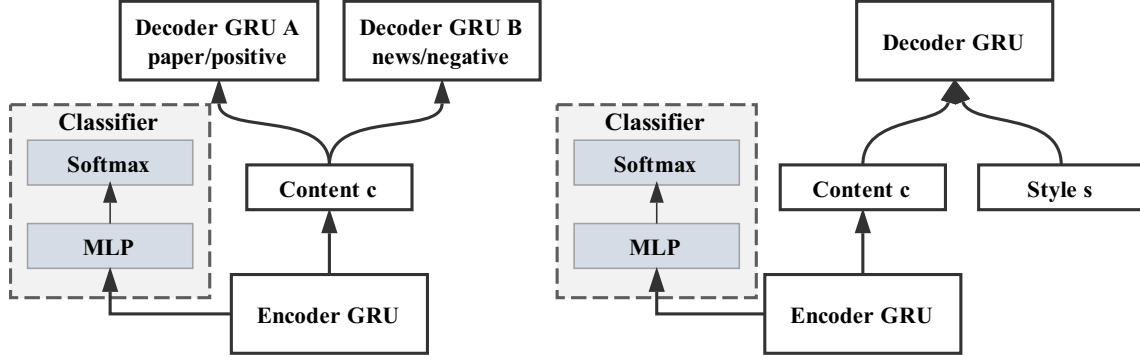 Decoder GRU A
paper/positive
Decoder GRU B
news/negative
Classifier
Softmax
MLP
Content c
Encoder GRU
Decoder GRU
Classifier
Softmax
MLP
Content c
Style s
Encoder GRU